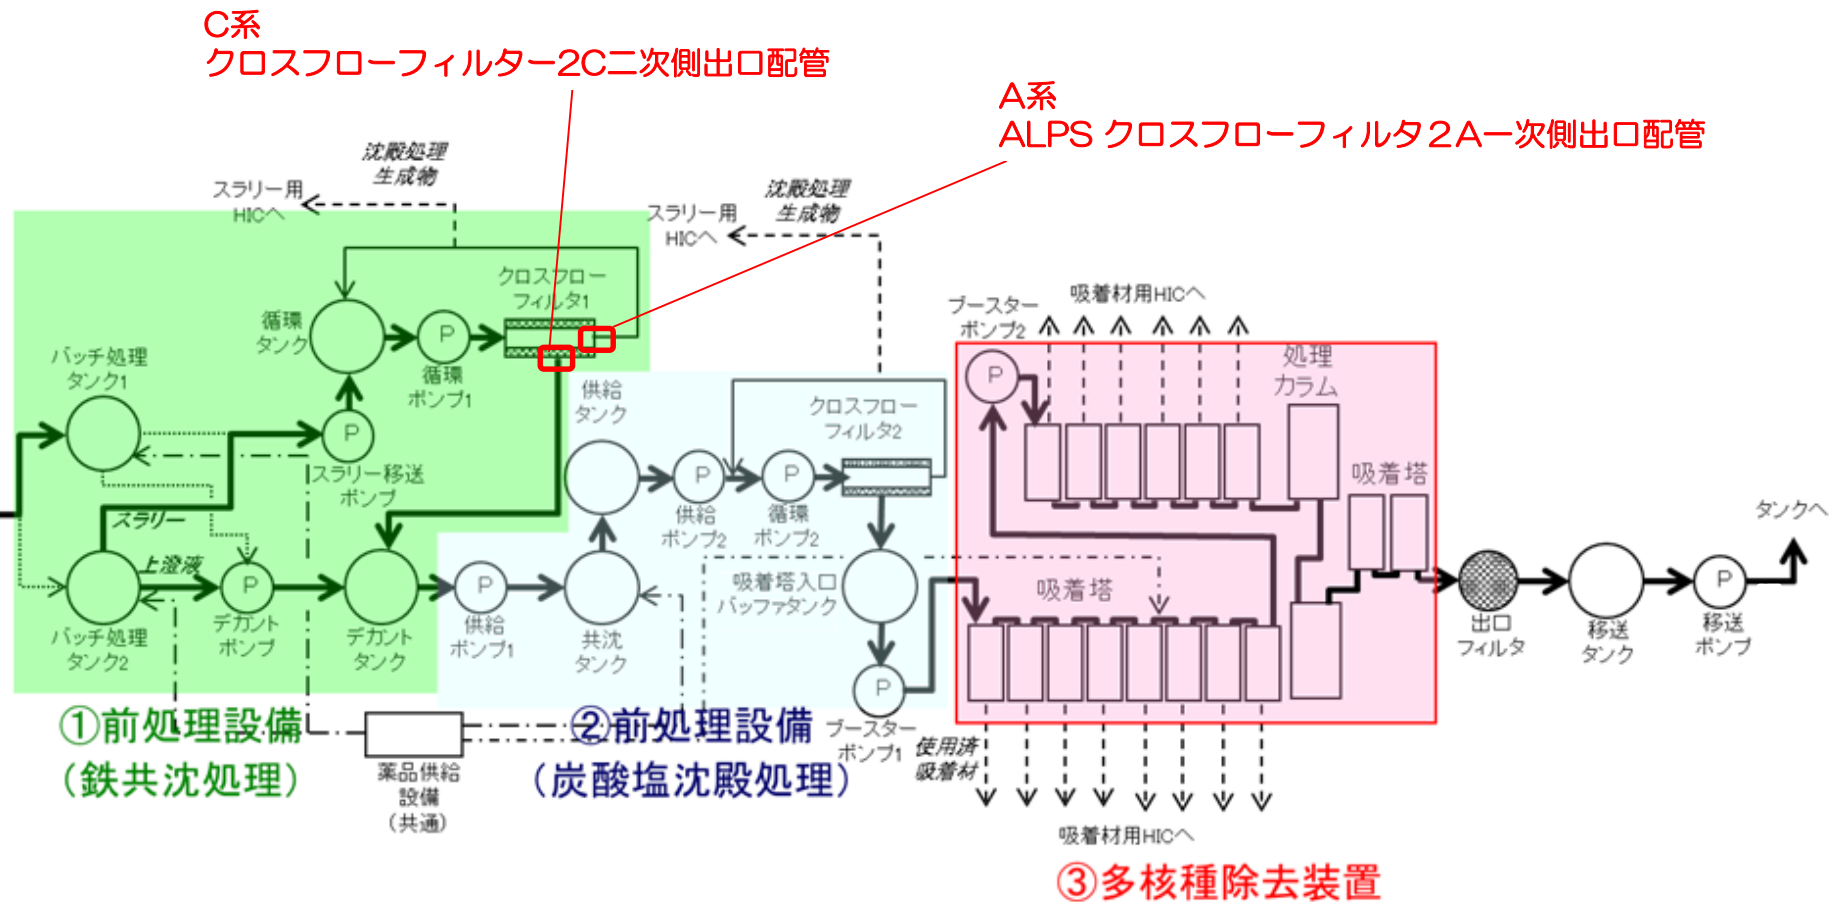 C系
クロスフローフィルター2C二次側出口配管
A系
ALPS クロスフローフィルタ2A一次側出口配管
沈殿処理
生成物
スラリー用
HICへ
沈殿処理
生成物
スラリー用
HICへ
クロスフロー
フィルタ1
循環
タンク
P
循環
ポンプ1
バッチ処理
タンク1
P
スラリー移送
ポンプ
スラリー
上澄液
バッチ処理
タンク2
P
デカント
ポンプ
デカント
タンク
供給
タンク
P
供給
ポンプ1
共沈
タンク
P
供給
ポンプ2
P
循環
ポンプ2
クロスフロー
フィルタ2
吸着塔入口
バッファタンク
P
ブースター
ポンプ1
ブースター
ポンプ2
P
吸着材用HICへ
処理
カラム
吸着塔
吸着塔
使用済
吸着材
吸着材用HICへ
出口
フィルタ
移送
タンク
P
移送
ポンプ
タンクへ
①前処理設備
（鉄共沈処理）
薬品供給
設備
（共通）
②前処理設備
（炭酸塩沈殿処理）
③多核種除去装置